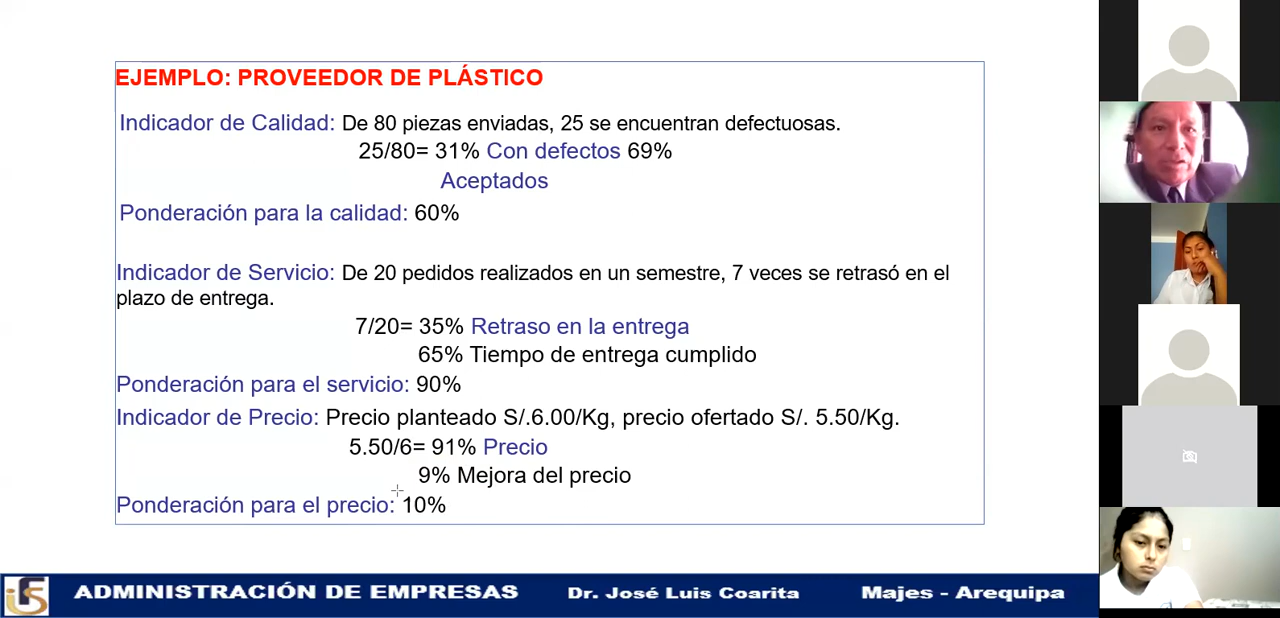 EJEMPLO: PROVEEDOR DE PLÁSTICO
Indicador de Calidad: De 80 piezas enviadas, 25 se encuentran defectuosas.
25/80= 31% Con defectos 69%
Aceptados
Ponderación para la calidad: 60%
Indicador de Servicio: De 20 pedidos realizados en un semestre, 7 veces se retrasó en el
plazo de entrega.
7/20= 35% Retraso en la entrega
65% Tiempo de entrega cumplido
Ponderación para el servicio: 90%
Indicador de Precio: Precio planteado S/.6.00/Kg, precio ofertado S/. 5.50/Kg.
5.50/6= 91% Precio
9% Mejora del precio
Ponderación para el precio: 10%
ADMINISTRACIÓN DE EMPRESAS Dr. José Luis Coarita Majes - Arequipa